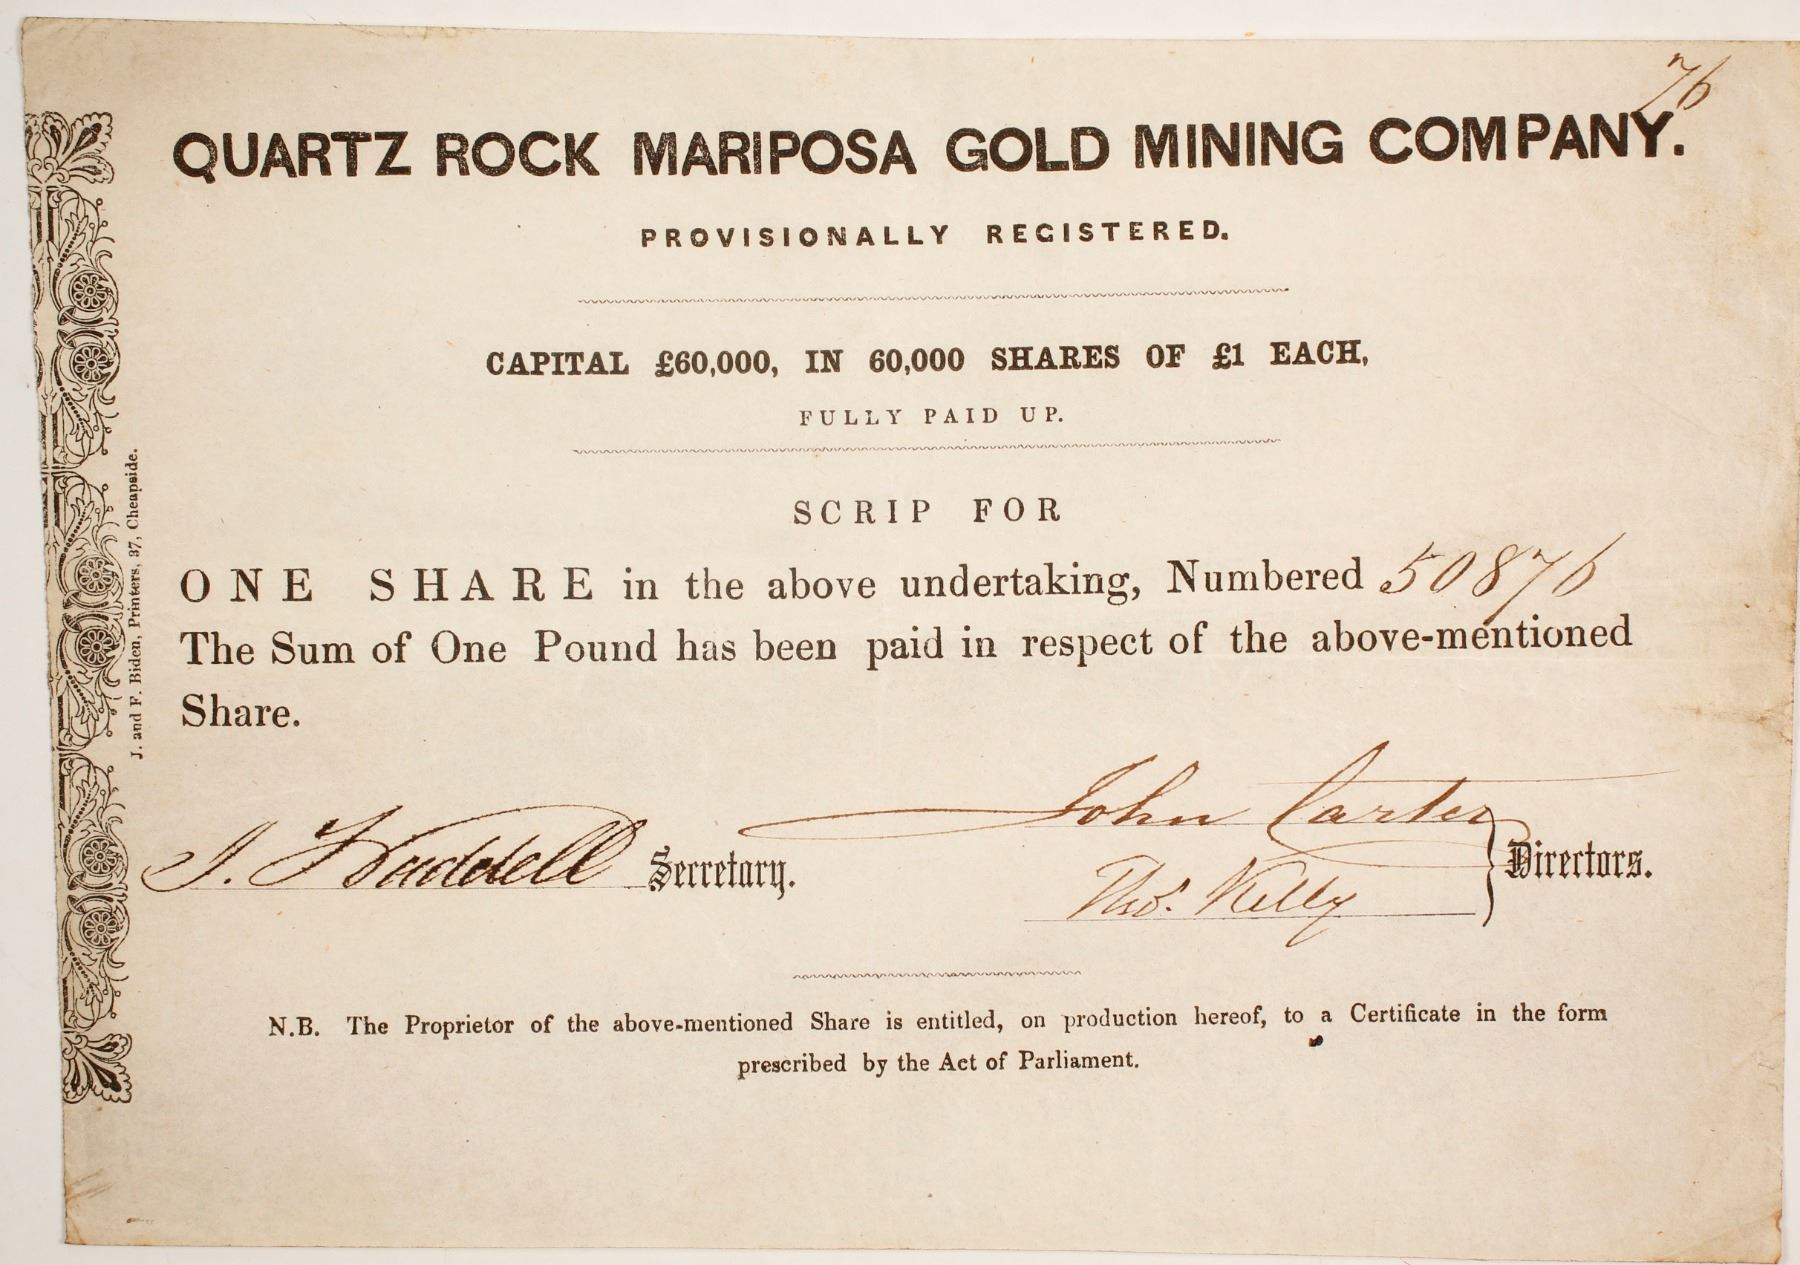 76
QUARTZ ROCK MARIPOSA GOLD MINING COMPANY.
PROVISIONALLY REGISTERED.
CAPITAL £60,000, IN 60,000 SHARES OF £1 EACH,
FULLY PAID UP.
SCRIP FOR
ONE SHARE in the above undertaking, Numbered 50876
The Sum of One Pound has been paid in respect of the above-mentioned
Share.
John Carter
J. Waddell Secretary.
Thos. Kelly
Directors.
N.B. The Proprietor of the above-mentioned Share is entitled, on production hereof, to a Certificate in the form
prescribed by the Act of Parliament.
J. and F. Biden, Printers, 37, Cheapside.